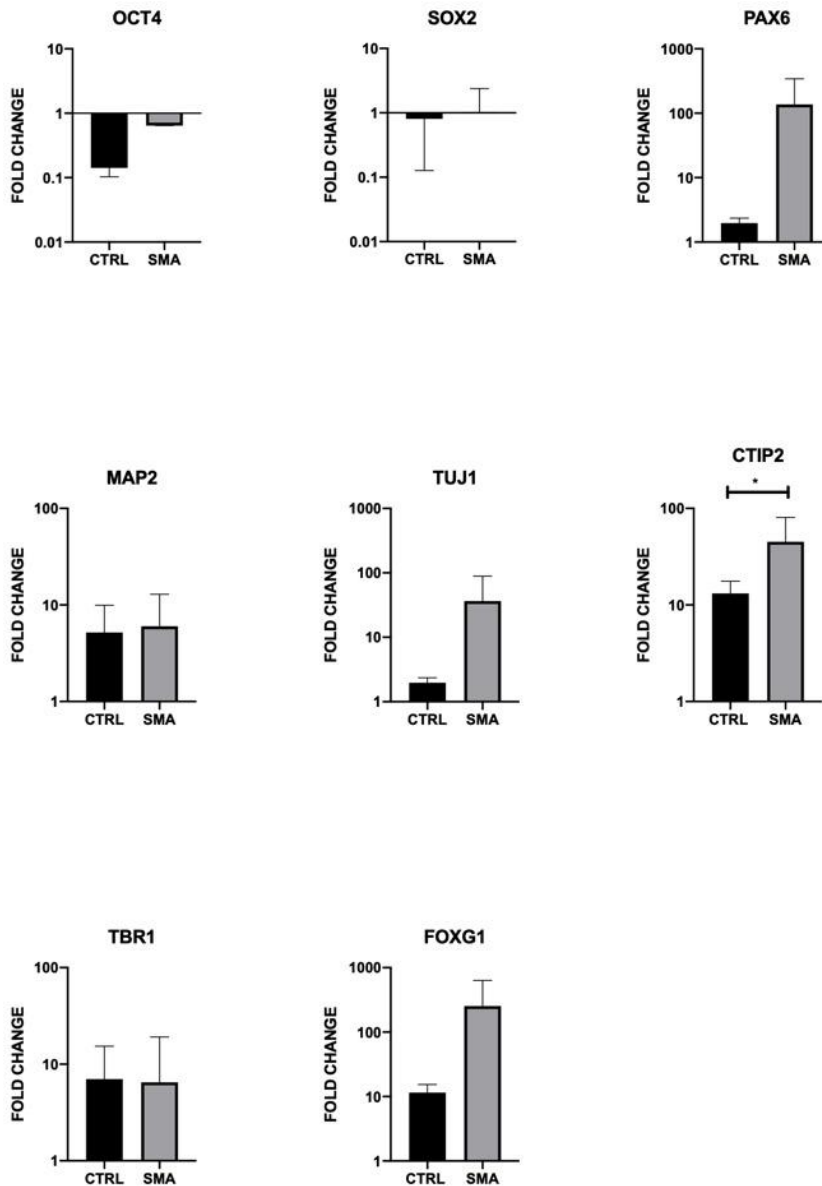 OCT4
FOLD CHANGE
10
1
0.1
0.01
CTRL SMA
SOX2
FOLD CHANGE
10
1
0.1
0.01
CTRL SMA
PAX6
FOLD CHANGE
1000
100
10
1
CTRL SMA
MAP2
FOLD CHANGE
100
10
1
CTRL SMA
TUJ1
FOLD CHANGE
1000
100
10
1
CTRL SMA
CTIP2
*
FOLD CHANGE
100
10
1
CTRL SMA
TBR1
FOLD CHANGE
100
10
1
CTRL SMA
FOXG1
FOLD CHANGE
1000
100
10
1
CTRL SMA